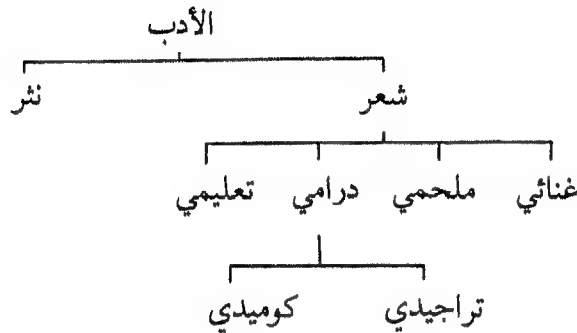 الأدب
شعر نثر
غنائي ملحمي درامي تعليمي
تراجيدي كوميدي